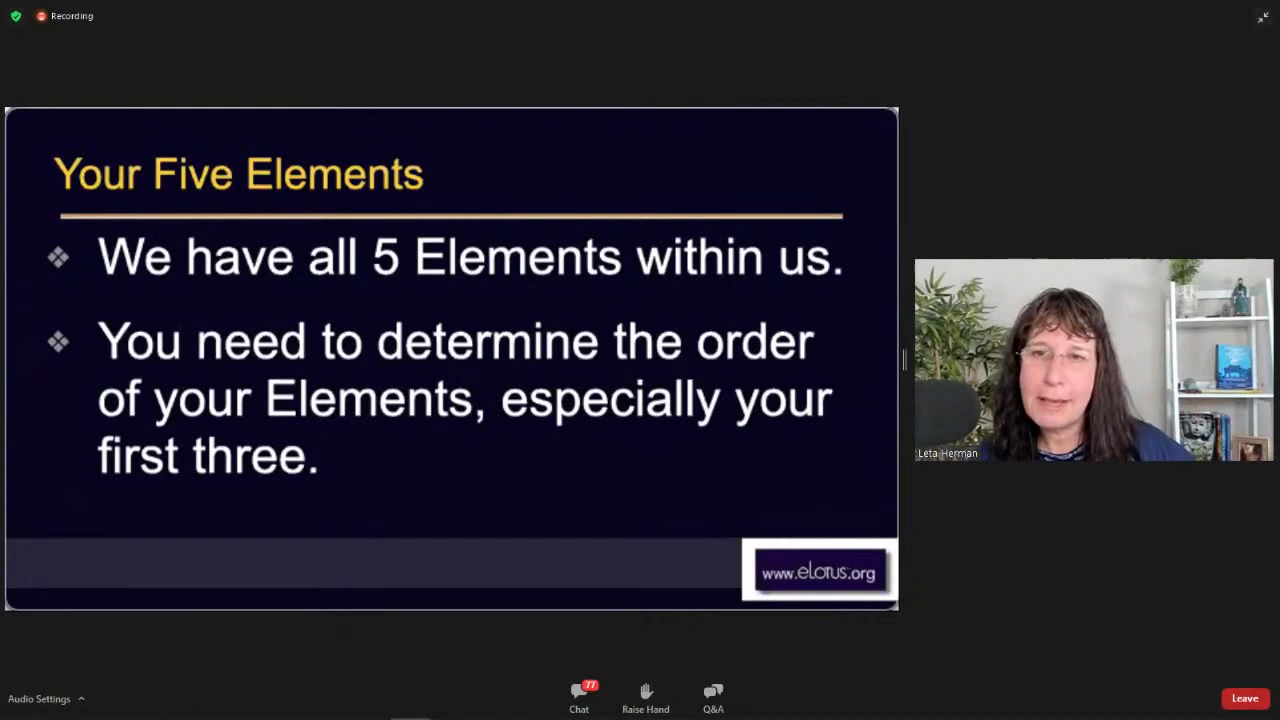 Recording
Your Five Elements
❖ We have all 5 Elements within us.
❖ You need to determine the order
of your Elements, especially your
first three.
www.eLotus.org
Leta Herman
Audio Settings
77
Chat
Raise Hand
Q&A
Leave